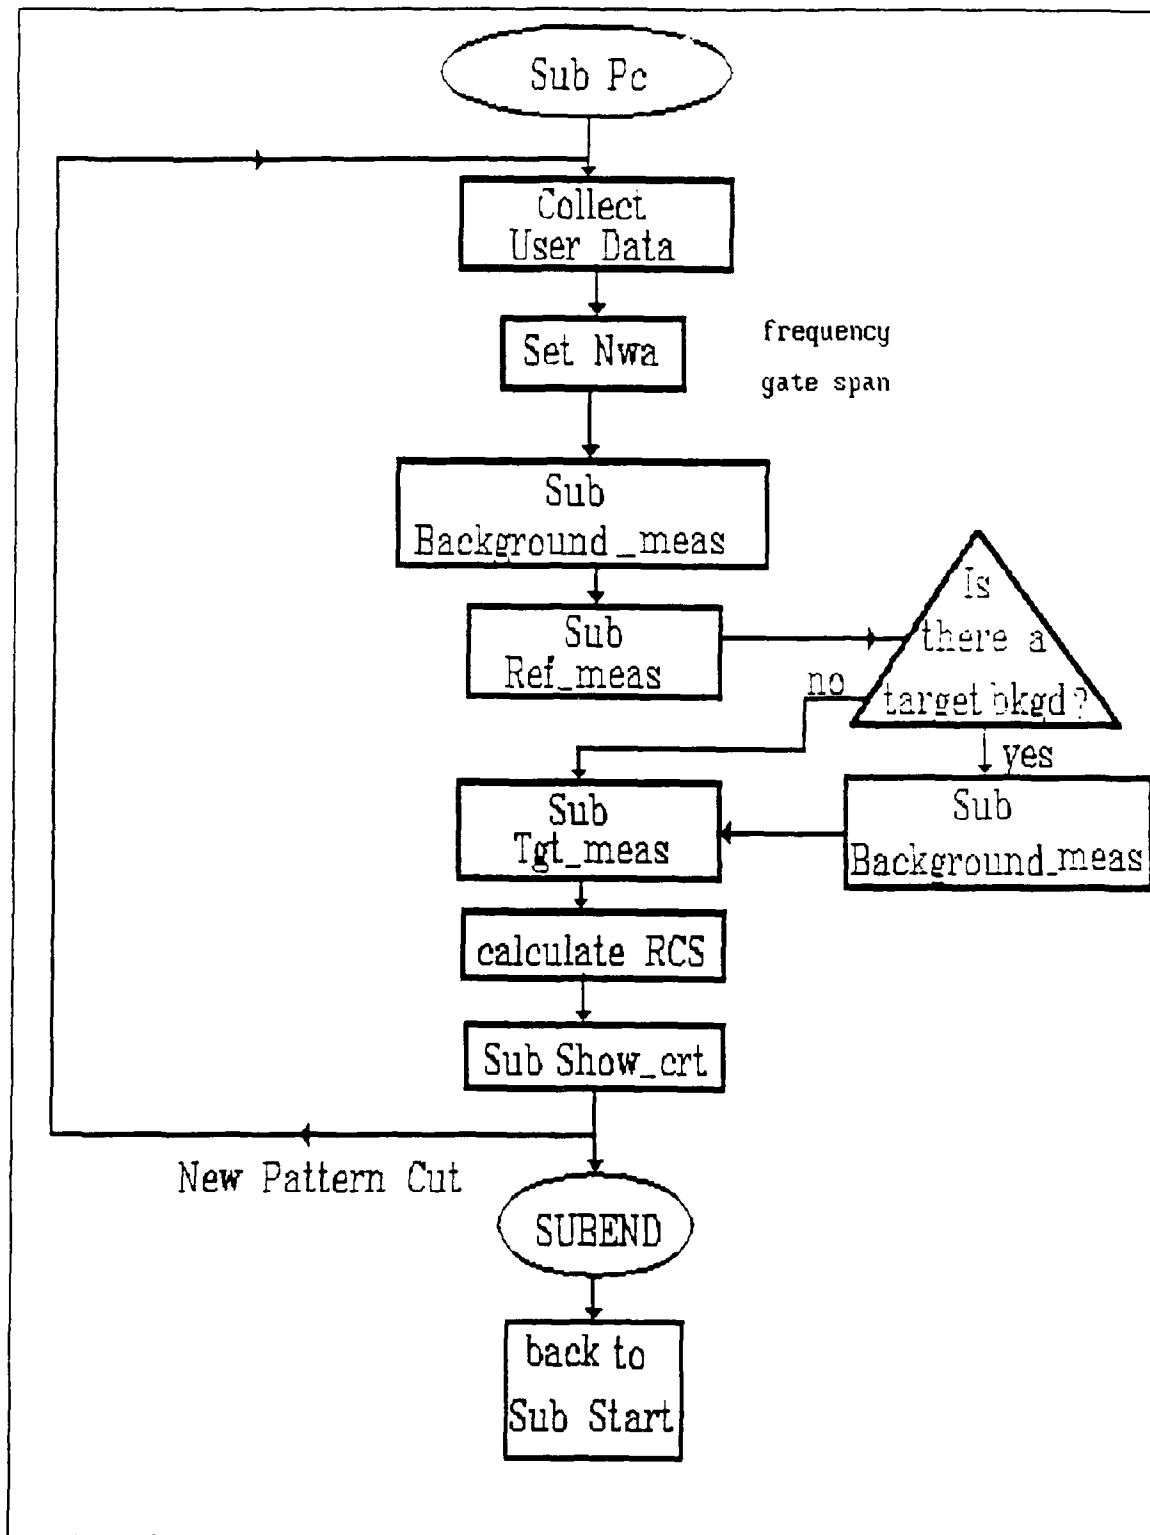 Sub Pc
Collect
User Data
Set Nwa
frequency
gate span
Sub
Background_meas
Sub
Ref_meas
Is
there a
target bkgd?
no
yes
Sub
Tgt_meas
Sub
Background_meas
calculate RCS
Sub Show_crt
New Pattern Cut
SUBEND
back to
Sub Start